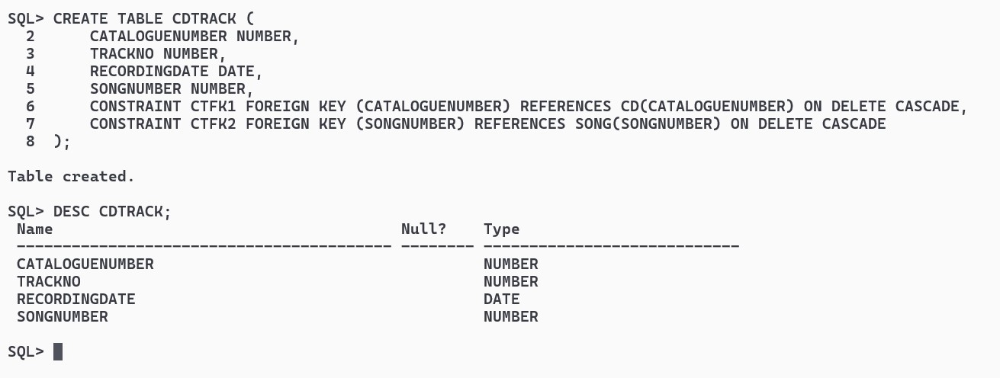 SQL> CREATE TABLE CDTRACK (
  2      CATALOGUENUMBER NUMBER,
  3      TRACKNO NUMBER,
  4      RECORDINGDATE DATE,
  5      SONGNUMBER NUMBER,
  6      CONSTRAINT CTFK1 FOREIGN KEY (CATALOGUENUMBER) REFERENCES CD(CATALOGUENUMBER) ON DELETE CASCADE,
  7      CONSTRAINT CTFK2 FOREIGN KEY (SONGNUMBER) REFERENCES SONG(SONGNUMBER) ON DELETE CASCADE
  8  );

Table created.

SQL> DESC CDTRACK;
 Name                                      Null?    Type
 ----------------------------------------- -------- ----------------------------
 CATALOGUENUMBER                                    NUMBER
 TRACKNO                                            NUMBER
 RECORDINGDATE                                      DATE
 SONGNUMBER                                         NUMBER

SQL>